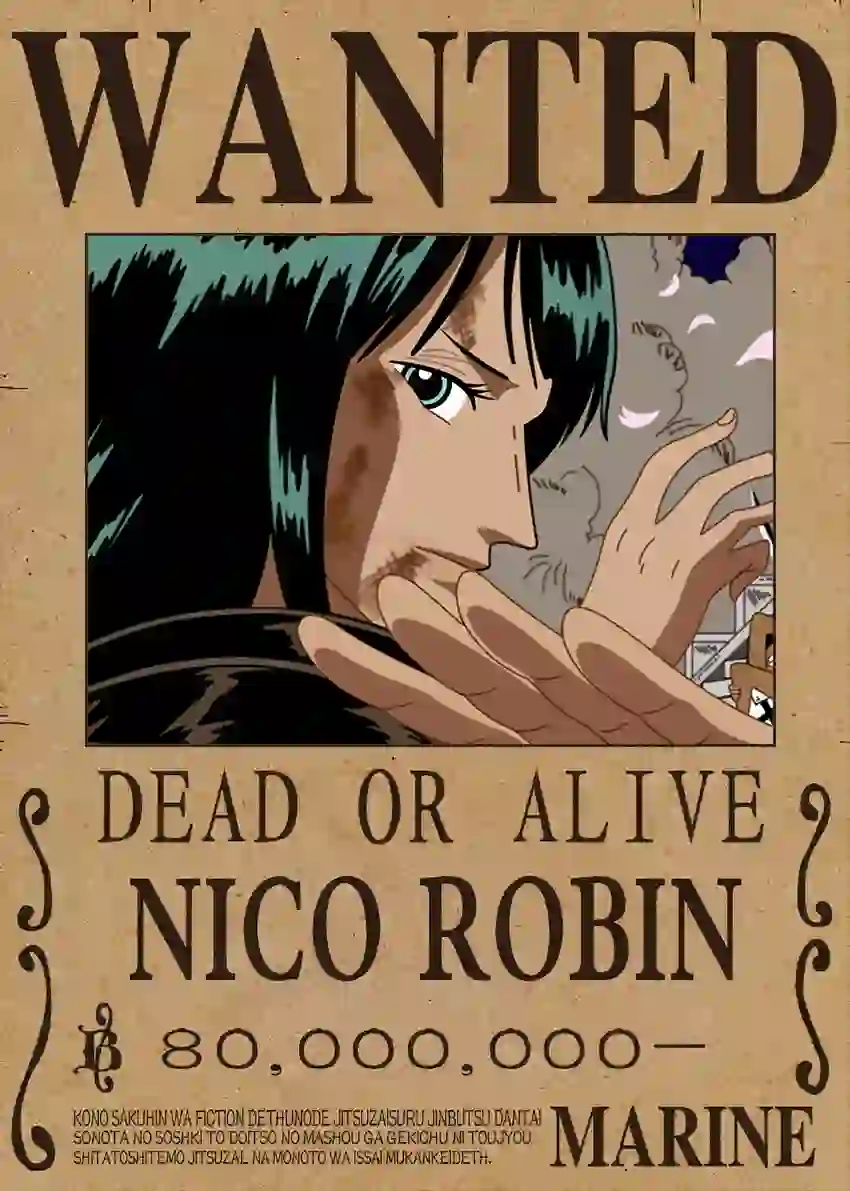 WANTED
DEAD OR ALIVE
NICO ROBIN
฿ 80,000,000—
KONO SAKUHIN WA FICTION DETHUNODE JITSUZAISURU JINBUTSU DANTAI
SONOTA NO SOSHKI TO DOITSO NO MASHOU GA GEKICHU NI TOUJYOU
SHITATOSHITEMO JITSUZAL NA MONOTO WA ISSAI MUKANKEIDETH.
MARINE